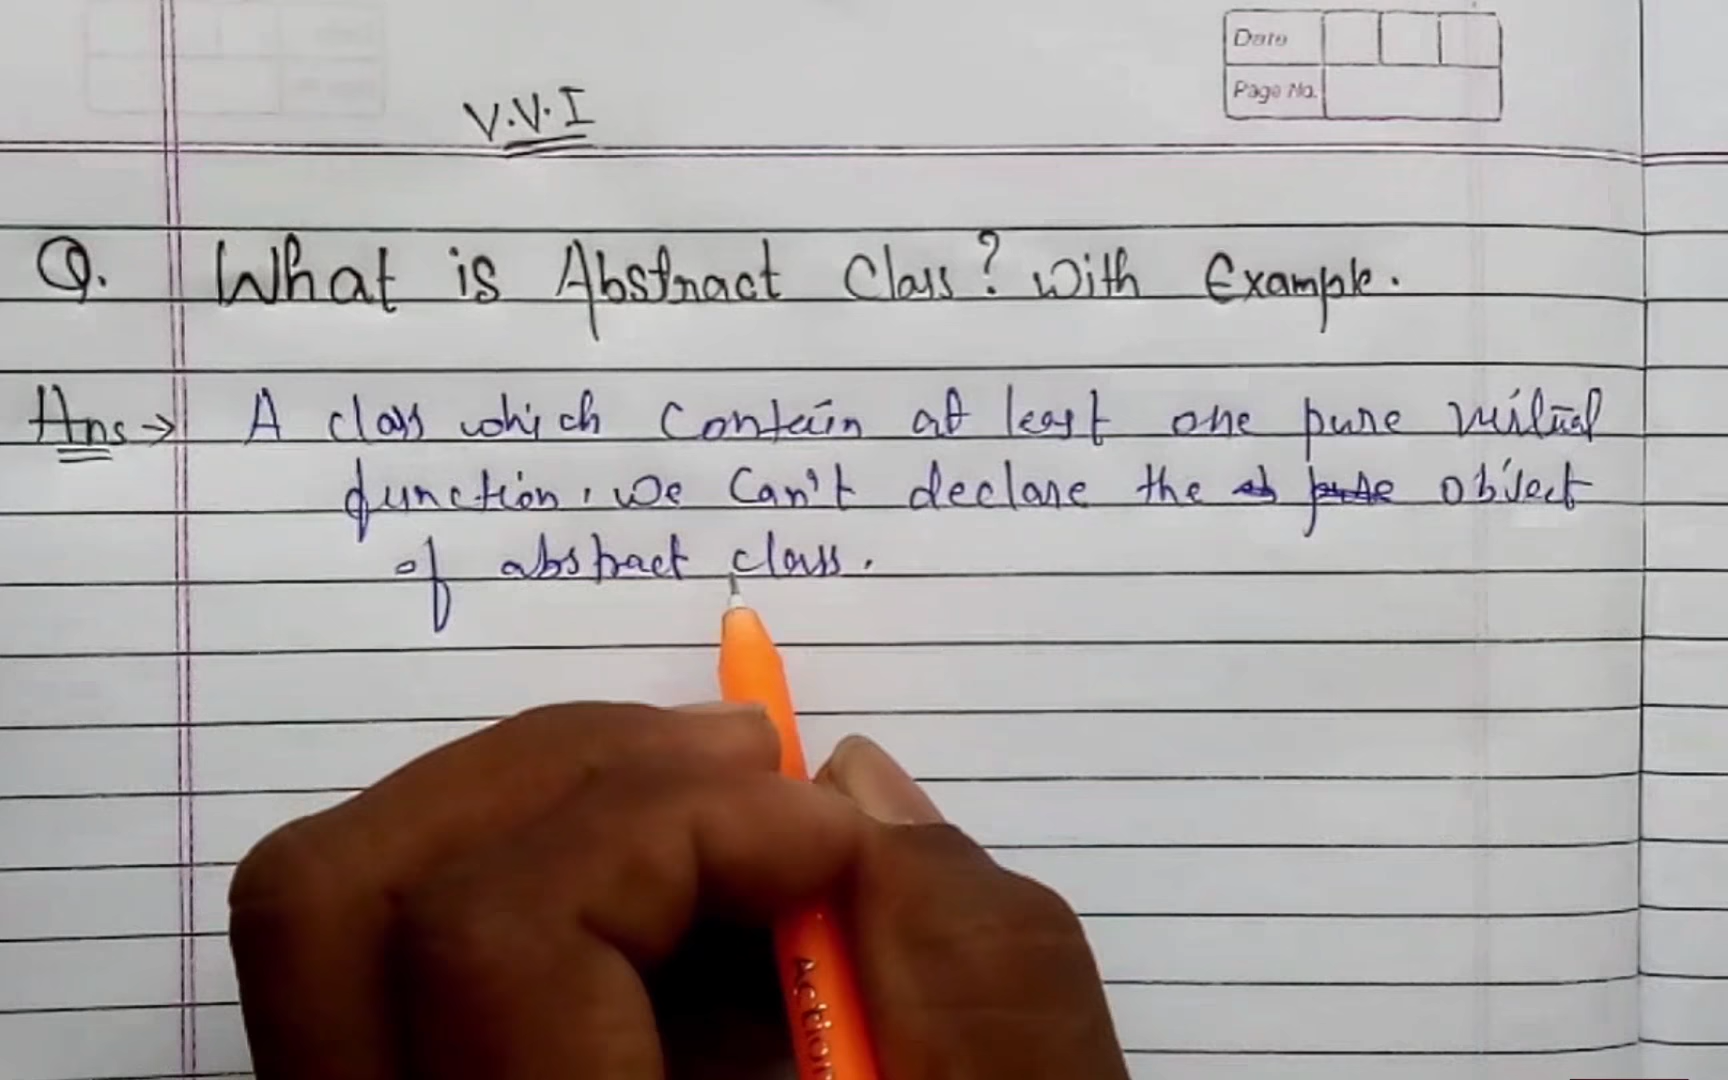 Date
Page No.
V.V.I
Q. What is Abstract Class? With Example.
Ans → A class which Contain at least one pure virtual
function, we can't declare the object
of abstract class.
Action